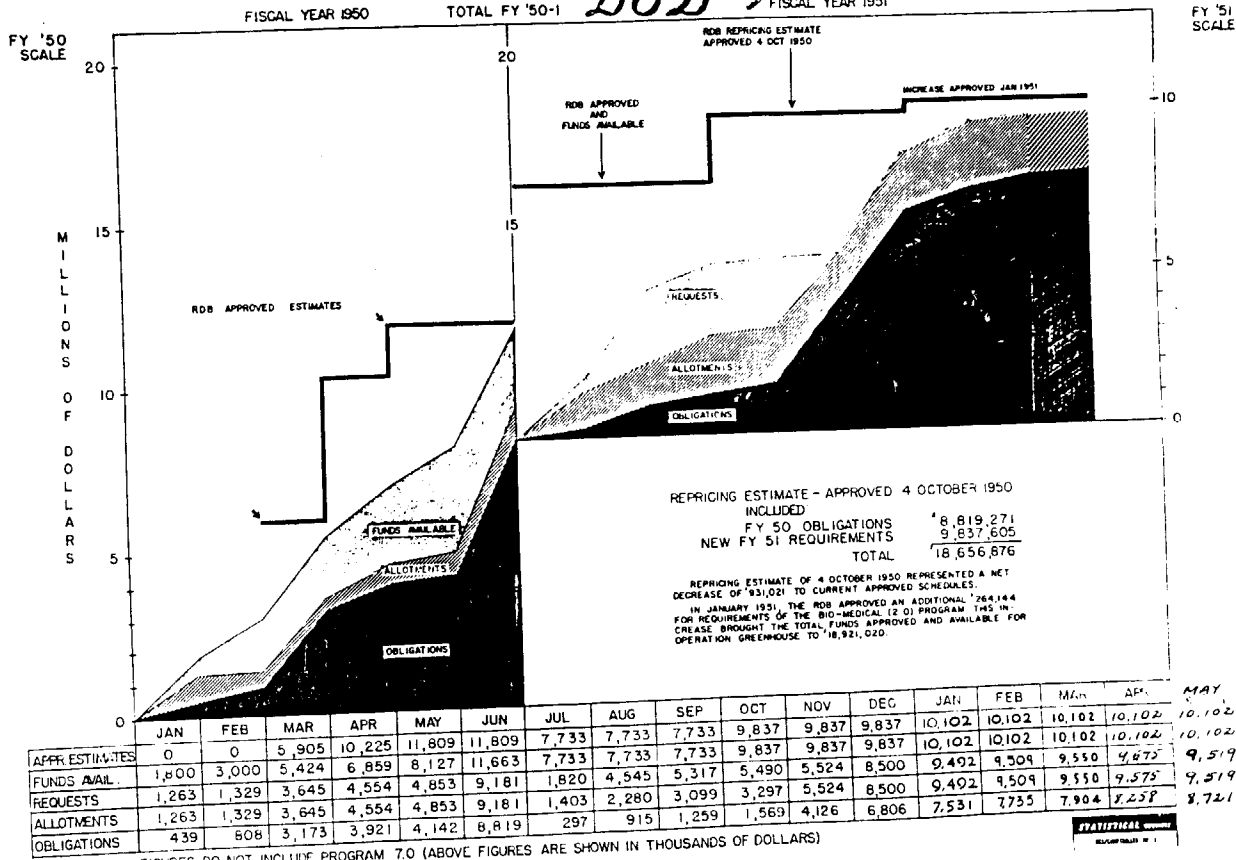 FISCAL YEAR 1950 TOTAL FY '50-1 FISCAL YEAR 1951
FY '50 SCALE
FY '51 SCALE
20
15
10
5
0
20
15
10
5
0
MILLIONS OF DOLLARS
RDB REPRICING ESTIMATE
APPROVED 4 OCT 1950
INCREASE APPROVED JAN 1951
RDB APPROVED
AND
FUNDS AVAILABLE
RDB APPROVED ESTIMATES
REQUESTS
ALLOTMENTS
OBLIGATIONS
FUNDS AVAILABLE
ALLOTMENTS
OBLIGATIONS
REPRICING ESTIMATE - APPROVED 4 OCTOBER 1950
INCLUDED
FY 50 OBLIGATIONS $8,819,271
NEW FY 51 REQUIREMENTS 9,837,605
TOTAL $18,656,876
REPRICING ESTIMATE OF 4 OCTOBER 1950 REPRESENTED A NET
DECREASE OF $931,021 TO CURRENT APPROVED SCHEDULES.
IN JANUARY 1951, THE RDB APPROVED AN ADDITIONAL $264,144
FOR REQUIREMENTS OF THE BIO-MEDICAL (2.0) PROGRAM THIS IN-
CREASE BROUGHT THE TOTAL FUNDS APPROVED AND AVAILABLE FOR
OPERATION GREENHOUSE TO $18,921,020.
JAN FEB MAR APR MAY JUN JUL AUG SEP OCT NOV DEC JAN FEB MAR APR MAY
APPR. ESTIMATES 0 0 5,905 10,225 11,809 11,809 7,733 7,733 7,733 9,837 9,837 9,837 10,102 10,102 10,102 10,102 10,102
FUNDS AVAIL. 1,800 3,000 5,424 6,859 8,127 11,663 7,733 7,733 7,733 9,837 9,837 9,837 10,102 10,102 10,102 10,102 10,102
REQUESTS 1,263 1,329 3,645 4,554 4,853 9,181 1,820 4,545 5,317 5,490 5,524 8,500 9,492 9,509 9,550 9,519
ALLOTMENTS 1,263 1,329 3,645 4,554 4,853 9,181 1,403 2,280 3,099 3,297 5,524 8,500 9,492 9,509 9,550 9,575 9,519
OBLIGATIONS 439 808 3,173 3,921 4,142 8,819 297 915 1,259 1,569 4,126 6,806 7,531 7,735 7,904 8,258 8,721
FIGURES DO NOT INCLUDE PROGRAM 7.0 (ABOVE FIGURES ARE SHOWN IN THOUSANDS OF DOLLARS)
STATISTICAL